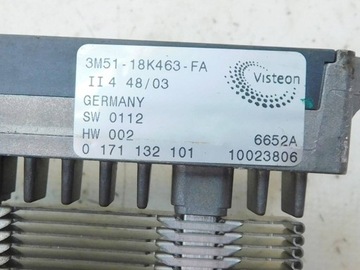 3M51-18K463-FA
II 4 48/03
Visteon
GERMANY
SW 0112
HW 002 6652A
0 171 132 101 10023806